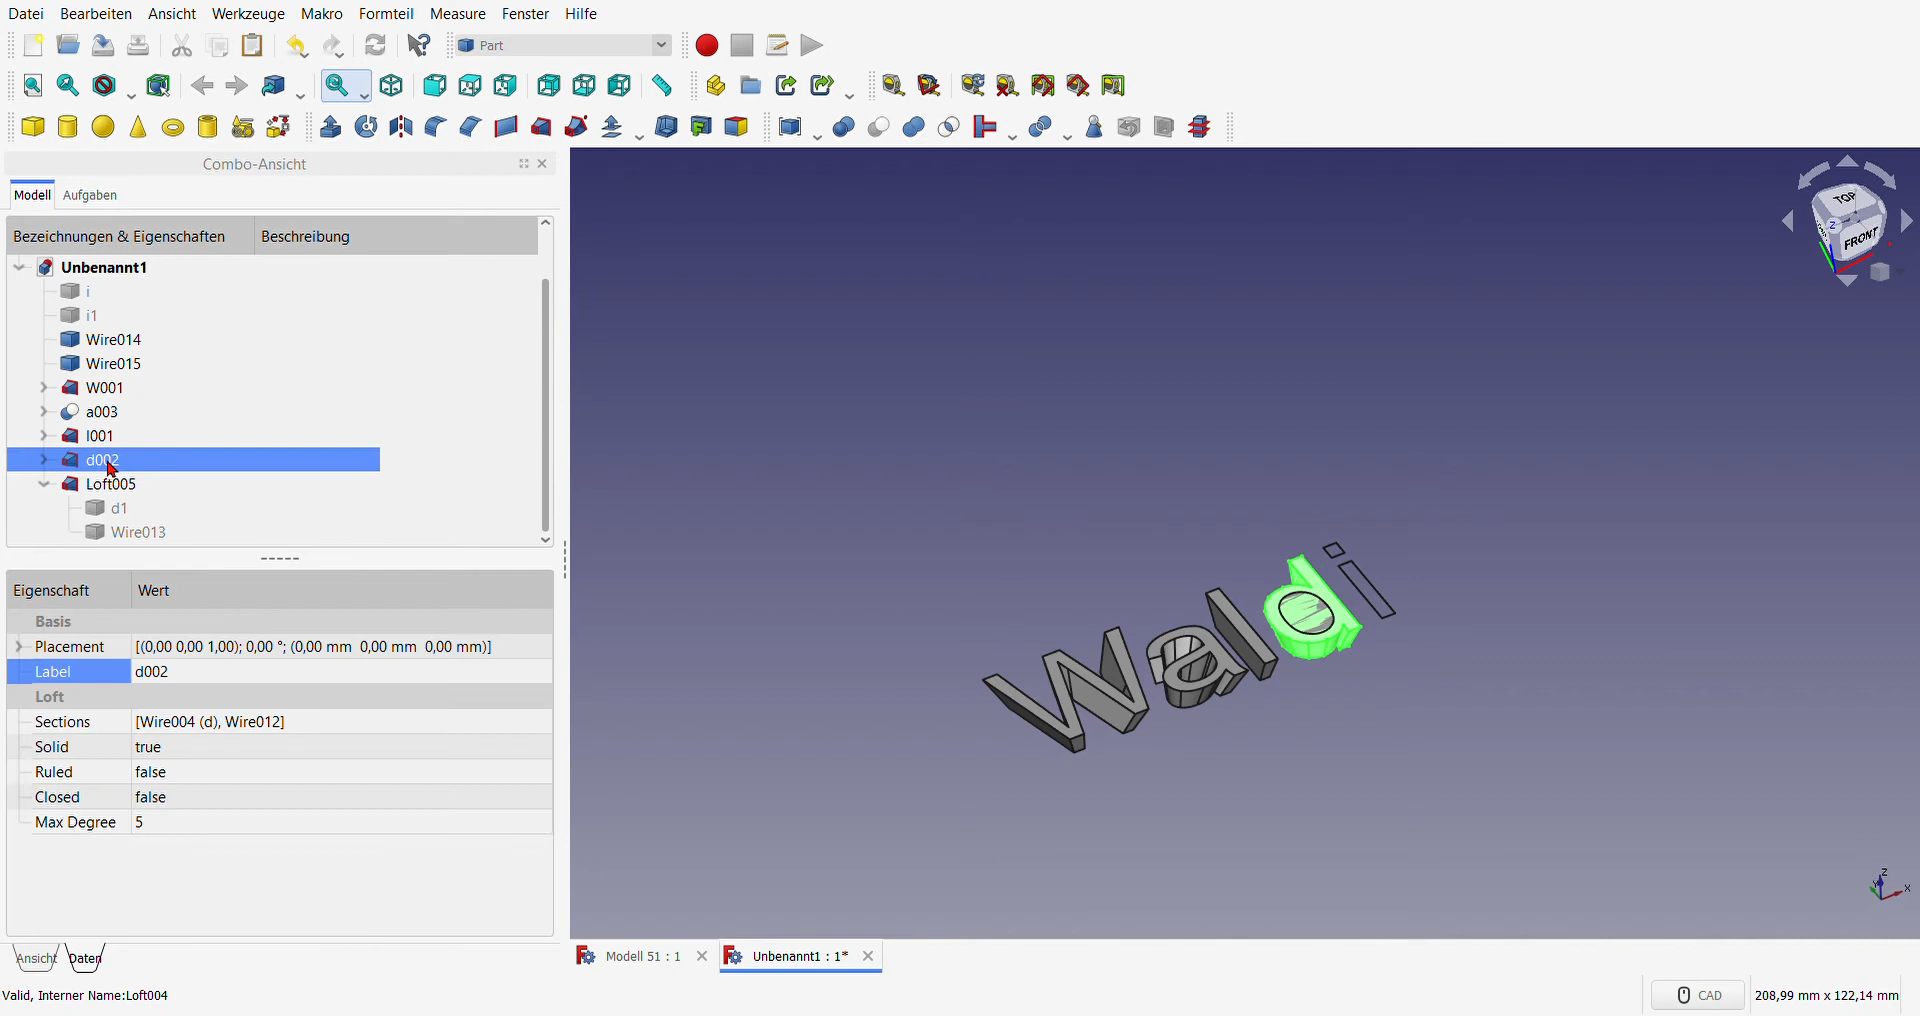 Datei Bearbeiten Ansicht Werkzeuge Makro Formteil Measure Fenster Hilfe
Part
Combo-Ansicht
Modell Aufgaben
Bezeichnungen & Eigenschaften Beschreibung
Unbenannt1
i
i1
Wire014
Wire015
W001
a003
l001
d002
Loft005
d1
Wire013
Eigenschaft Wert
Basis
Placement [(0,00 0,00 1,00); 0,00 °; (0,00 mm 0,00 mm 0,00 mm)]
Label d002
Loft
Sections [Wire004 (d), Wire012]
Solid true
Ruled false
Closed false
Max Degree 5
Ansicht Daten
TOP
FRONT
Z
Waldi
Z
Y
X
Modell 51 : 1 Unbenannt1 : 1*
Valid, Interner Name:Loft004
CAD 208,99 mm x 122,14 mm